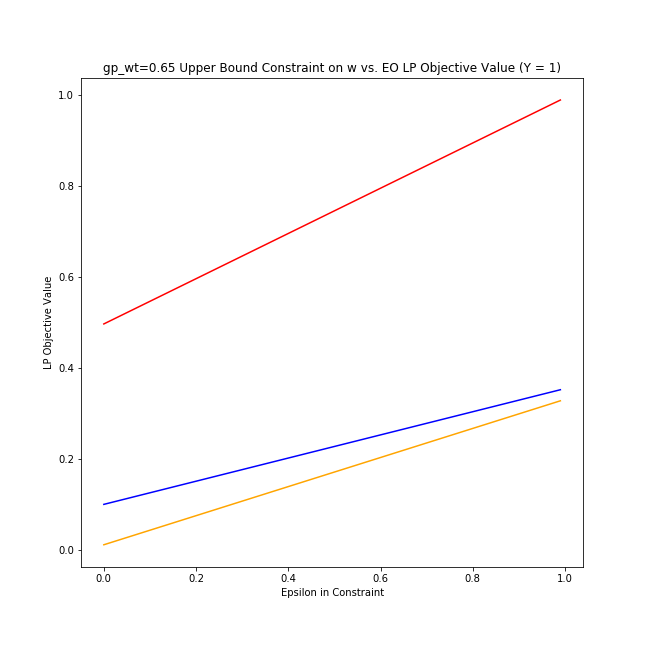 gp_wt=0.65 Upper Bound Constraint on w vs. EO LP Objective Value (Y = 1)
LP Objective Value
1.0
0.8
0.6
0.4
0.2
0.0
0.0 0.2 0.4 0.6 0.8 1.0
Epsilon in Constraint